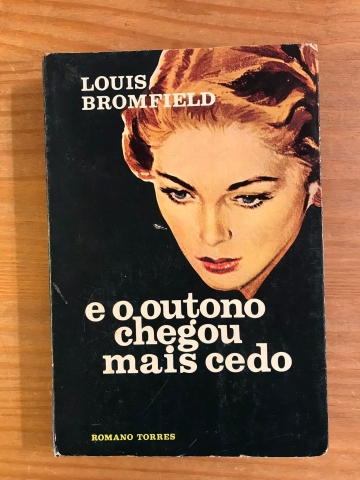 LOUIS
BROMFIELD
e o outono
chegou
mais cedo
ROMANO TORRES